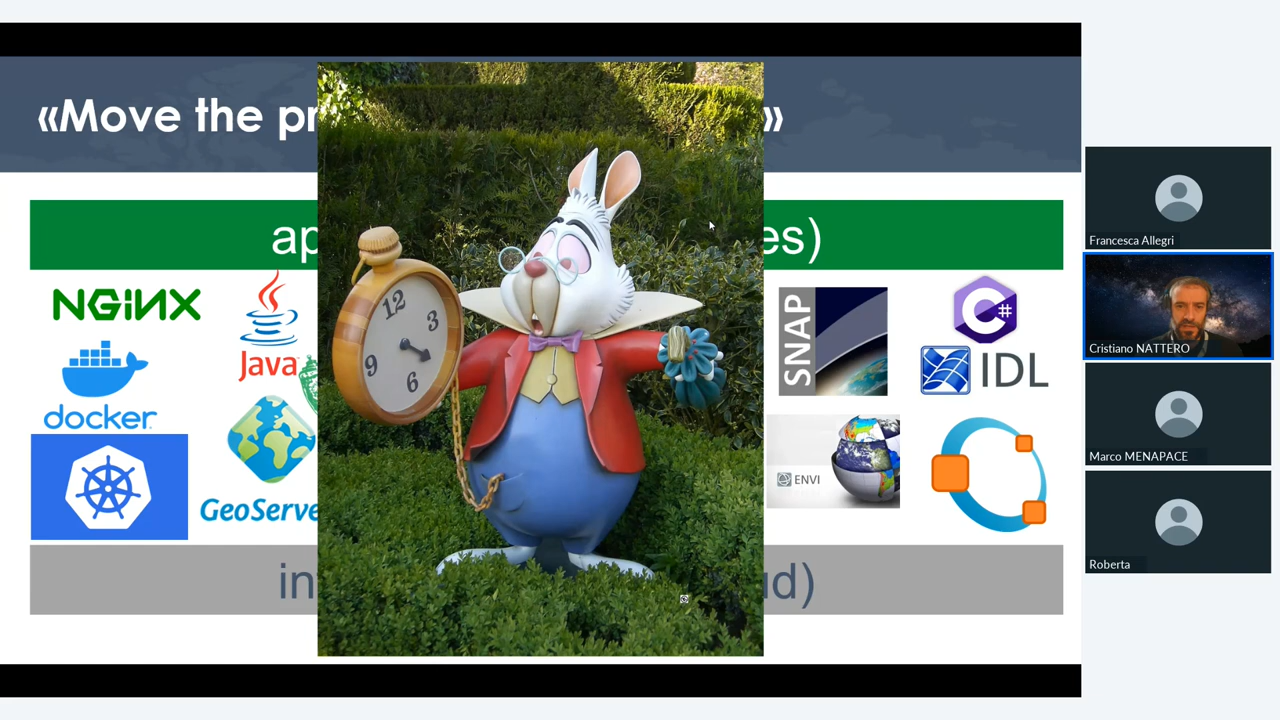 «Move the pr
»
ap
es)
NGiNX
Java
docker
GeoServe
SNAP
C#
IDL
ENVI
12
3
9
6
in
ud)
Francesca Allegri
Cristiano NATTERO
Marco MENAPACE
Roberta